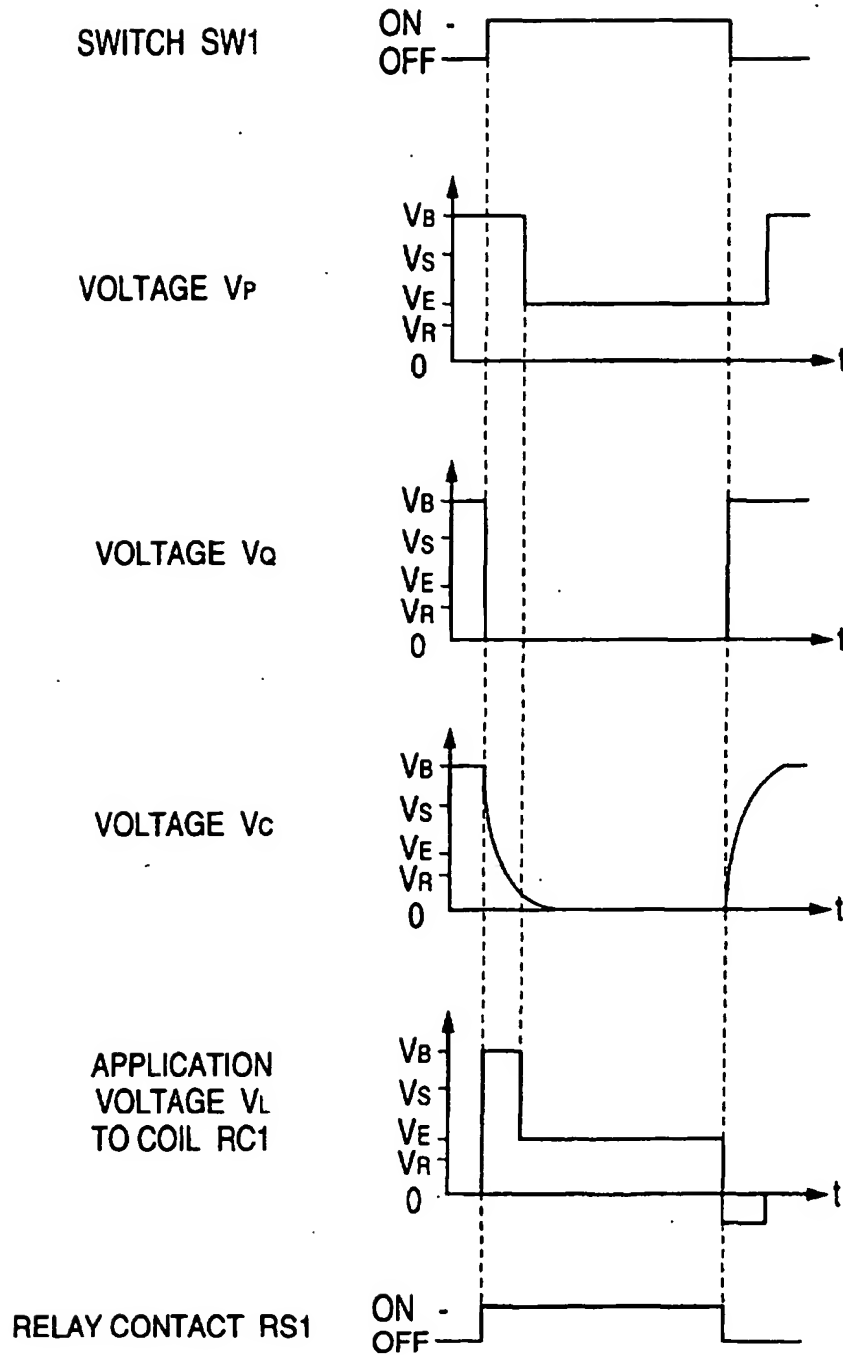 SWITCH SW1
ON
OFF
VOLTAGE VP
VB
VS
VE
VR
0
t
VOLTAGE VQ
VB
VS
VE
VR
0
t
VOLTAGE VC
VB
VS
VE
VR
0
t
APPLICATION
VOLTAGE VL
TO COIL RC1
VB
VS
VE
VR
0
t
RELAY CONTACT RS1
ON
OFF